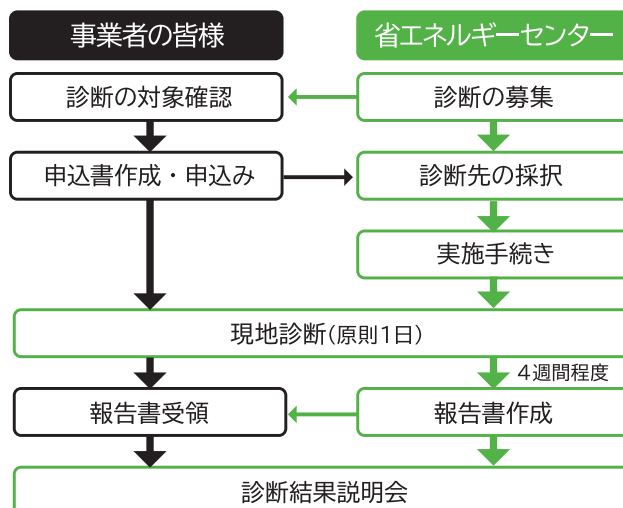 事業者の皆様
省エネルギーセンター
診断の対象確認
診断の募集
申込書作成・申込み
診断先の採択
実施手続き
現地診断(原則1日)
4週間程度
報告書受領
報告書作成
診断結果説明会